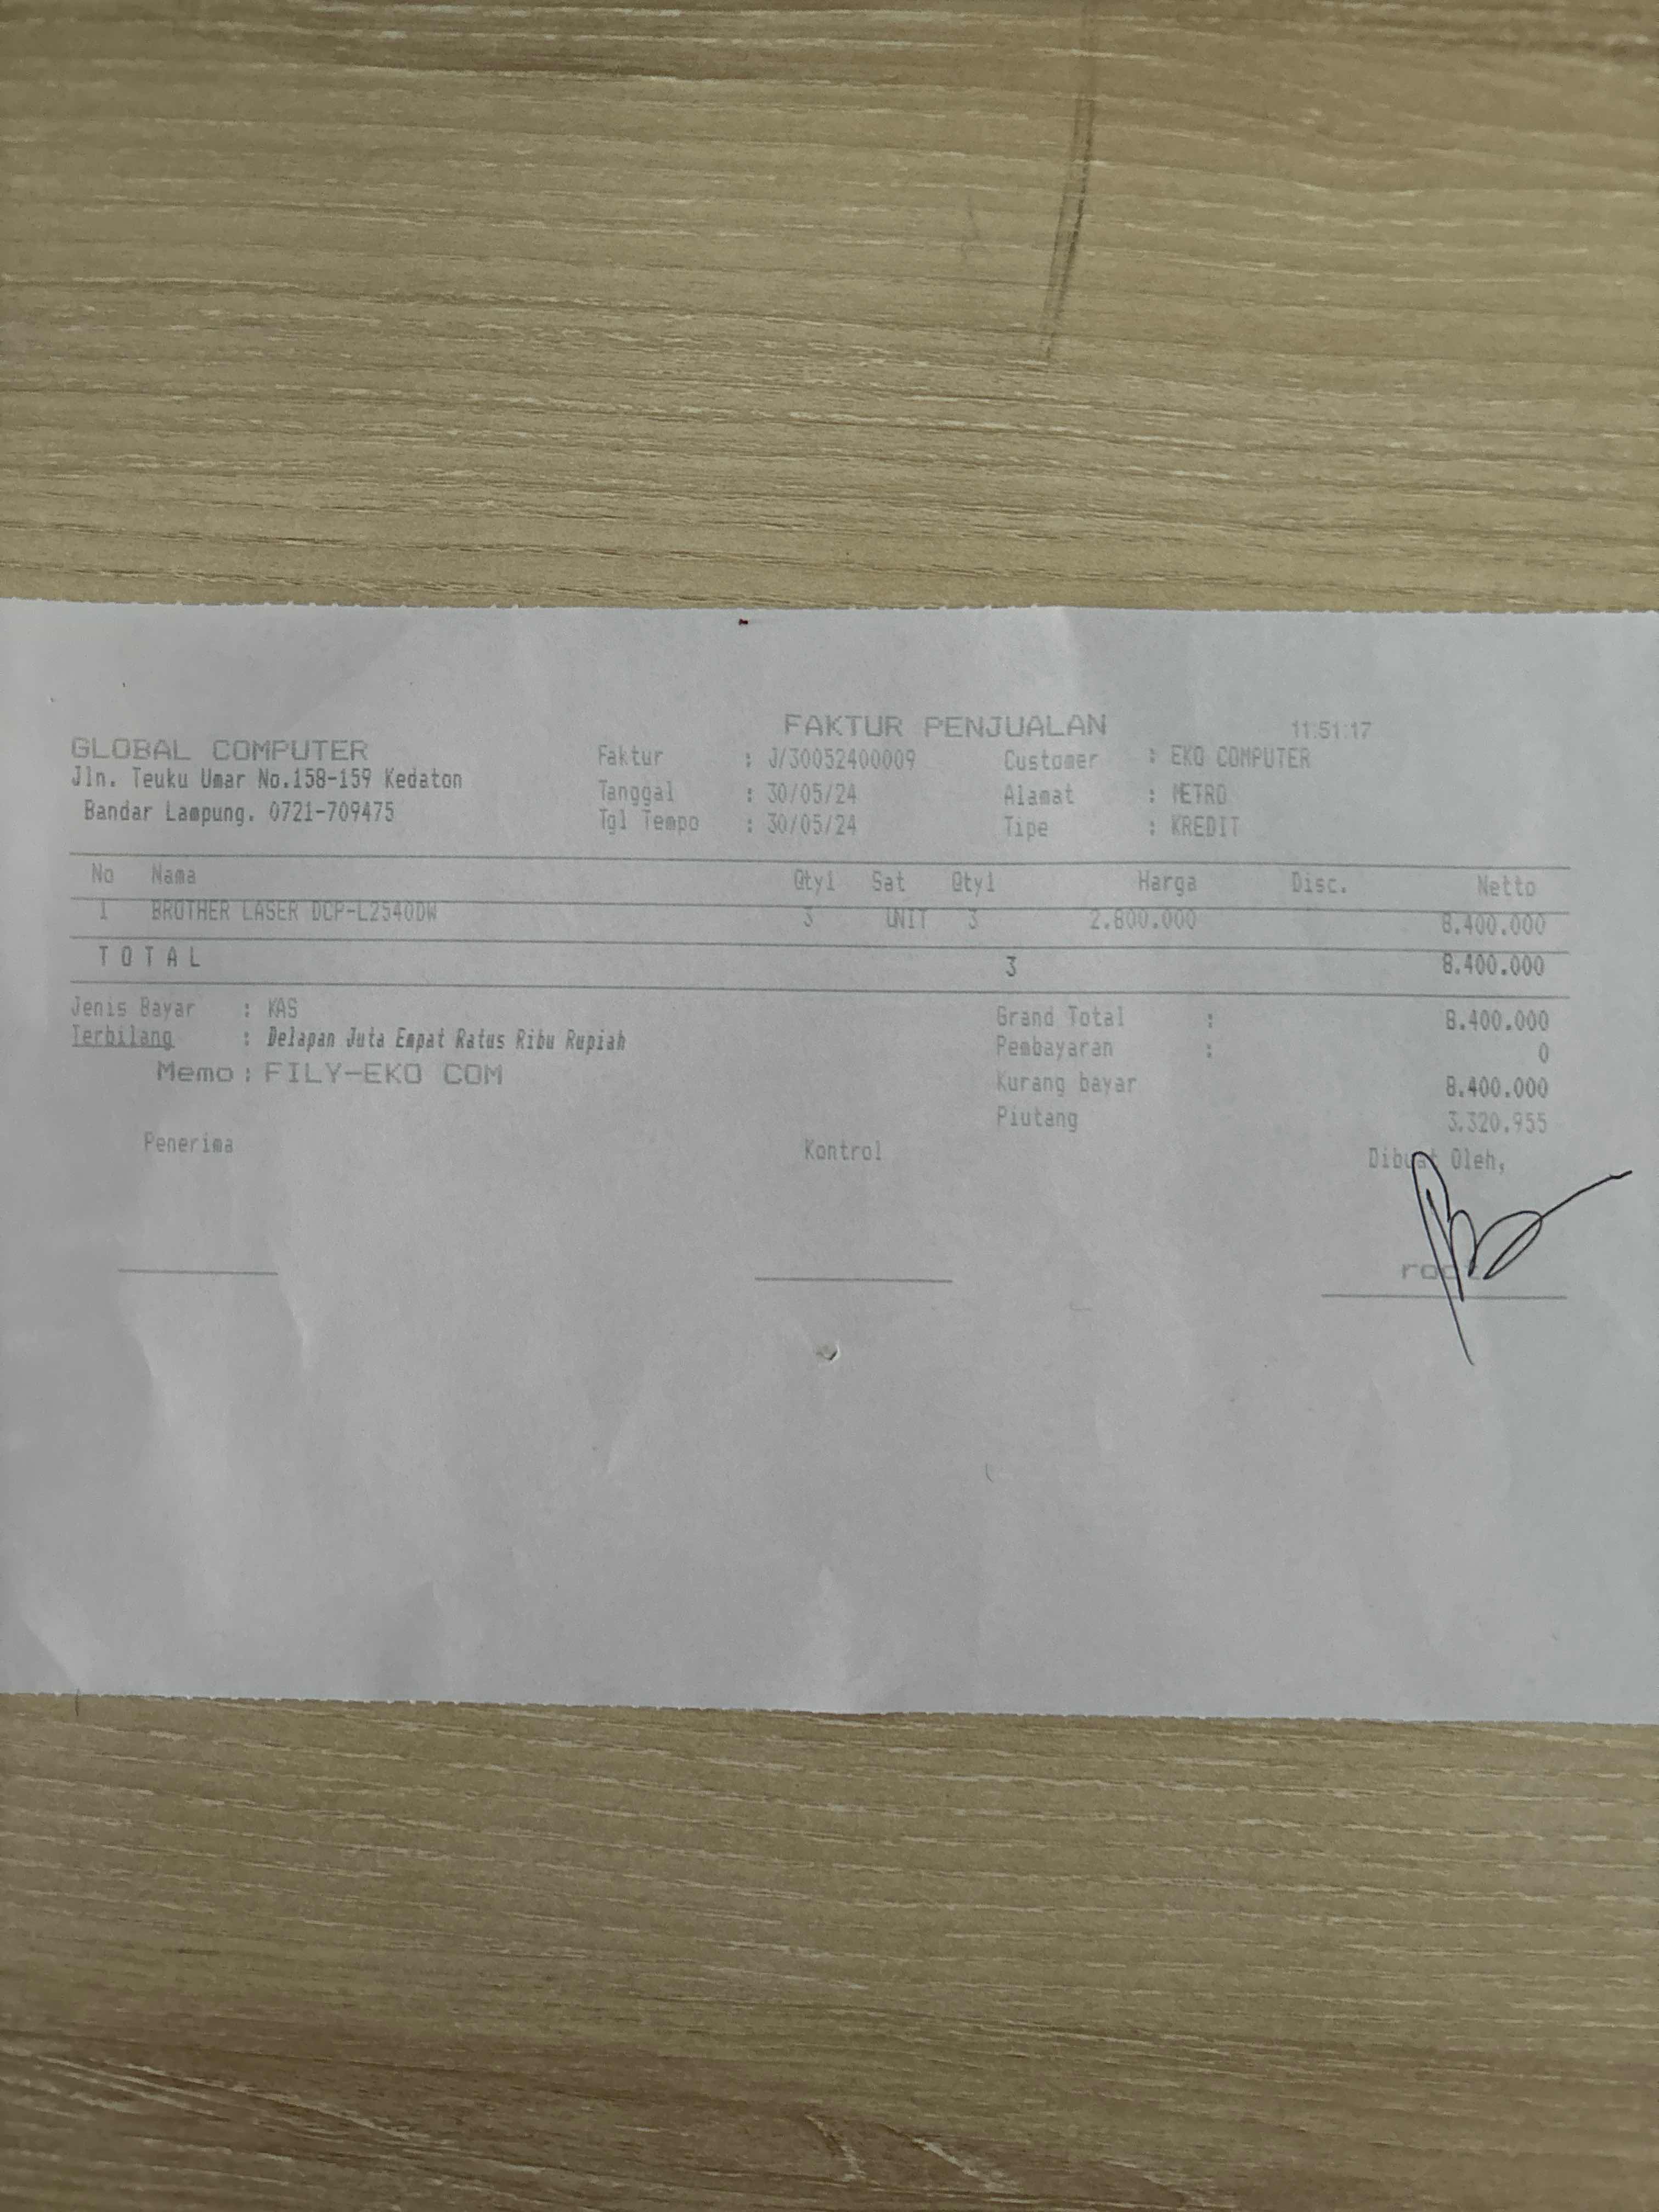 FAKTUR PENJUALAN 11:51:17
GLOBAL COMPUTER
Jln. Teuku Umar No.158-159 Kedaton
Bandar Lampung. 0721-709475
Faktur : J/30052400009
Tanggal : 30/05/24
Tgl Tempo : 30/05/24
Customer : EKO COMPUTER
Alamat : METRO
Tipe : KREDIT
No Nama Qty1 Sat Qty1 Harga Disc. Netto
1 BROTHER LASER DCP-L2540DW 3 UNIT 3 2.800.000 8.400.000
T O T A L 3 8.400.000
Jenis Bayar : KAS
Terbilang : Delapan Juta Empat Ratus Ribu Rupiah
Memo : FILY-EKO COM
Grand Total : 8.400.000
Pembayaran : 0
Kurang bayar 8.400.000
Piutang 3.320.955
Penerima Kontrol Dibuat Oleh,
root